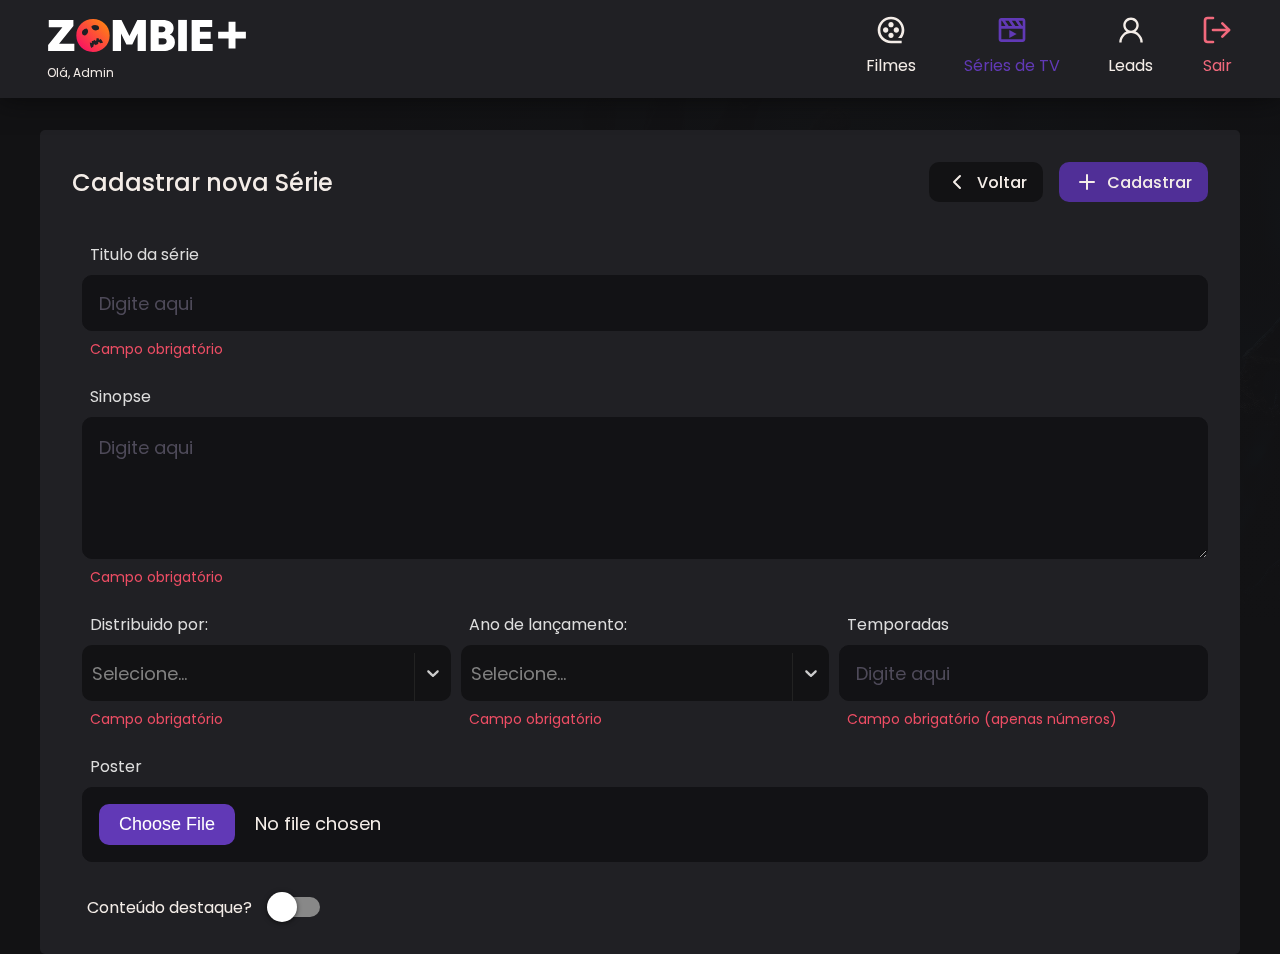 ZOMBIE+
Olá, Admin
Filmes
Séries de TV
Leads
Sair
Cadastrar nova Série
Voltar
Cadastrar
Titulo da série
Digite aqui
Campo obrigatório
Sinopse
Digite aqui
Campo obrigatório
Distribuido por:
Ano de lançamento:
Temporadas
Selecione...
Selecione...
Digite aqui
Campo obrigatório
Campo obrigatório
Campo obrigatório (apenas números)
Poster
Choose File
No file chosen
Conteúdo destaque?